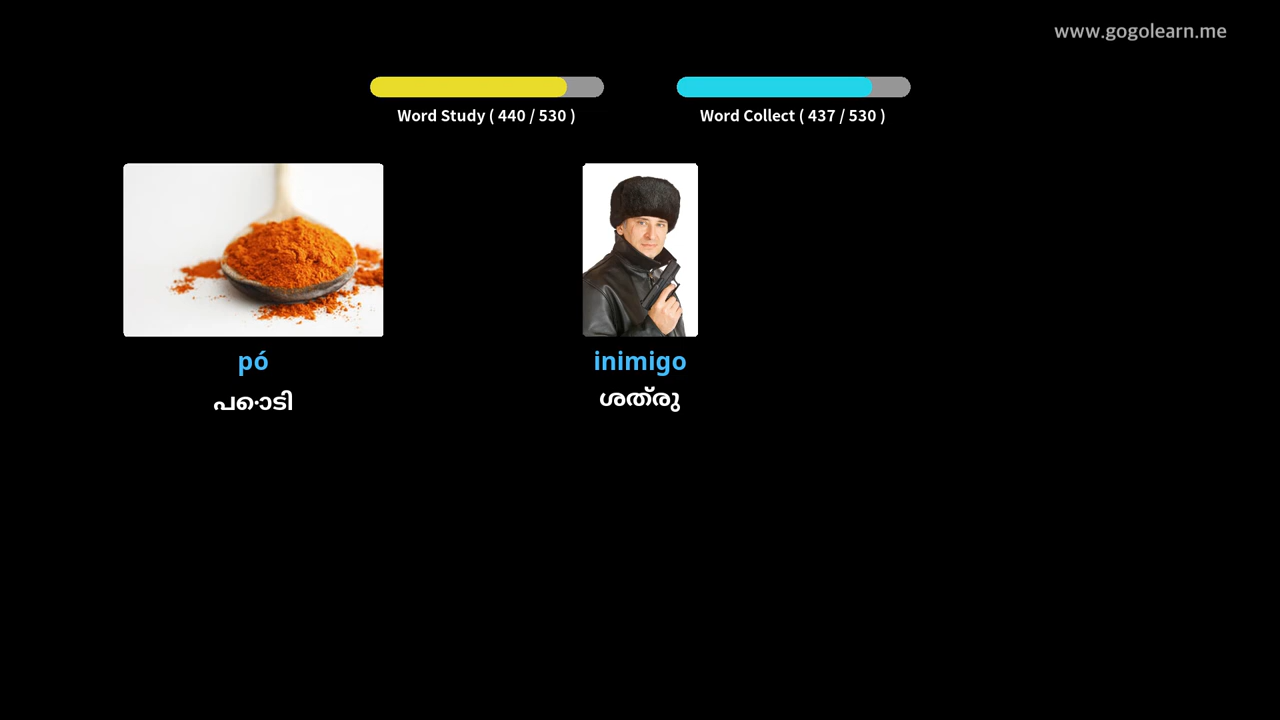 www.gogolearn.me
Word Study ( 440 / 530 )
Word Collect ( 437 / 530 )
pó
inimigo
പൊടി
ശത്രു